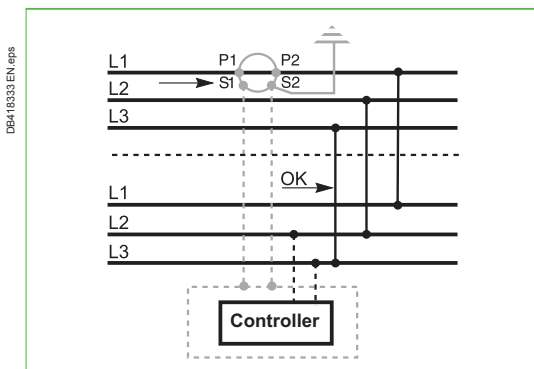 DB418333 EN.eps
L1 P1 P2
S1 S2
L2
L3
OK
L1
L2
L3
Controller